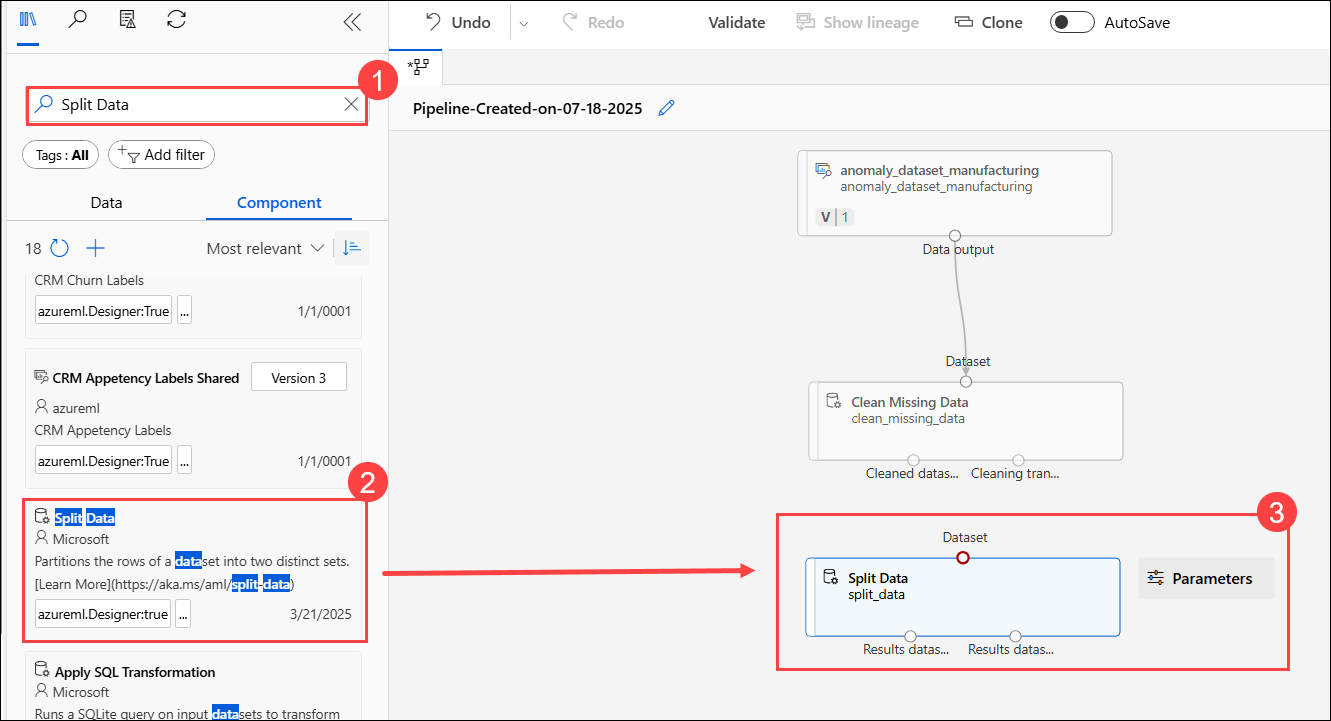 Undo
Redo
Validate
Show lineage
Clone
AutoSave
1
Split Data
Tags : All
Add filter
Data
Component
18
Most relevant
CRM Churn Labels
azureml.Designer:True
...
1/1/0001
CRM Appetency Labels Shared
Version 3
azureml
CRM Appetency Labels
azureml.Designer:True
...
1/1/0001
2
Split Data
Microsoft
Partitions the rows of a dataset into two distinct sets.
[Learn More](https://aka.ms/aml/split-data)
azureml.Designer:true
...
3/21/2025
Apply SQL Transformation
Microsoft
Runs a SQLite query on input datasets to transform
Pipeline-Created-on-07-18-2025
anomaly_dataset_manufacturing
anomaly_dataset_manufacturing
V 1
Data output
Dataset
Clean Missing Data
clean_missing_data
Cleaned datas...
Cleaning tran...
3
Dataset
Split Data
split_data
Parameters
Results datas...
Results datas...